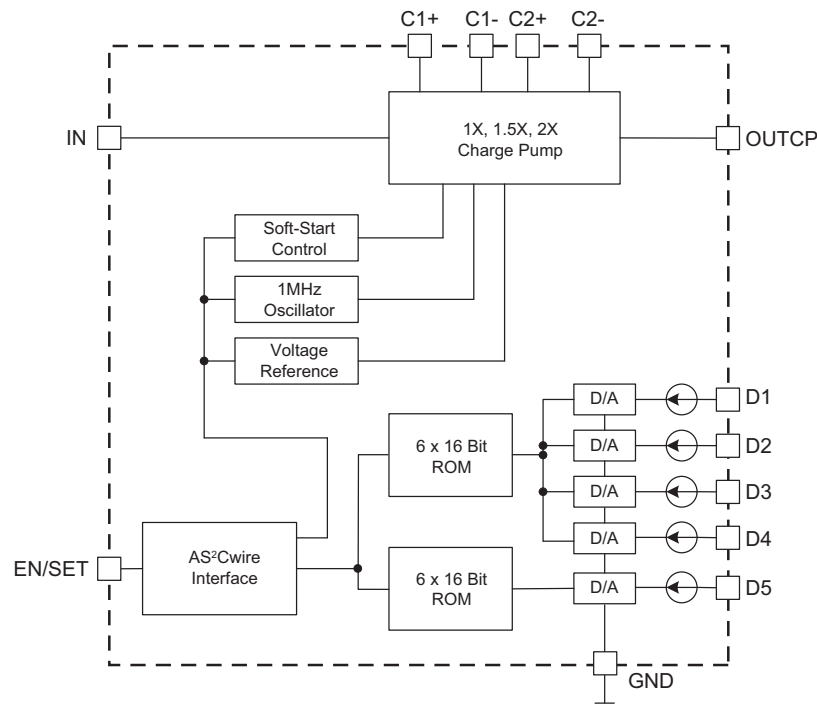 C1+ C1- C2+ C2-
IN
1X, 1.5X, 2X
Charge Pump
OUTCP
Soft-Start
Control
1MHz
Oscillator
Voltage
Reference
6 x 16 Bit
ROM
D/A
D1
D/A
D2
D/A
D3
D/A
D4
EN/SET
AS²Cwire
Interface
6 x 16 Bit
ROM
D/A
D5
GND